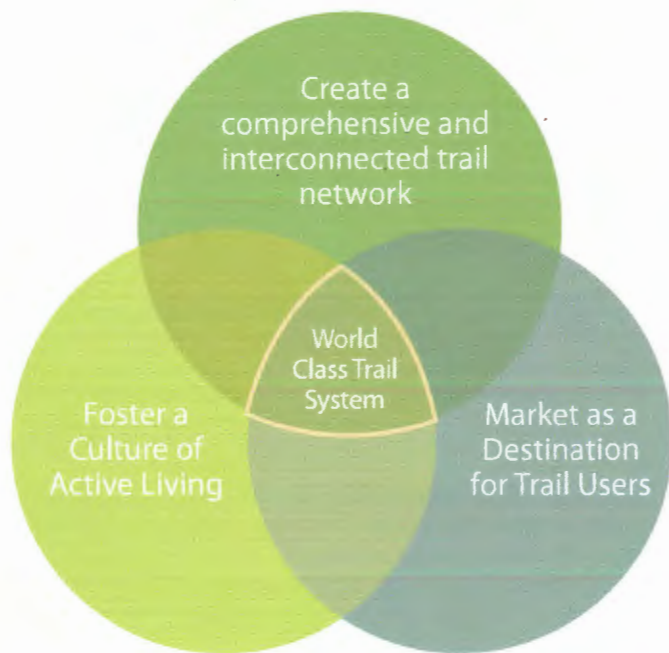 Create a
comprehensive and
interconnected trail
network
World
Class Trail
System
Foster a
Culture of
Active Living
Market as a
Destination
for Trail Users